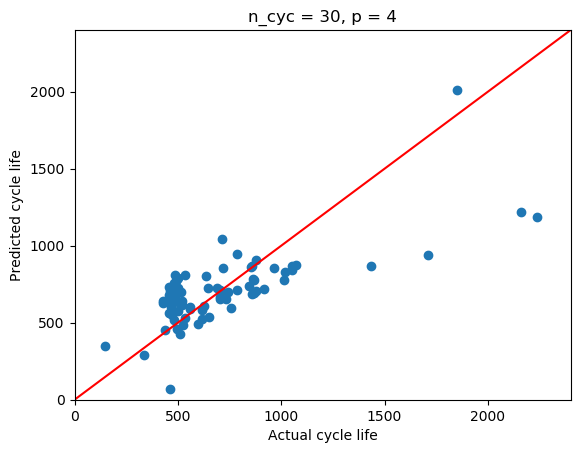 n_cyc = 30, p = 4
2000
1500
1000
500
0
Predicted cycle life
0 500 1000 1500 2000
Actual cycle life